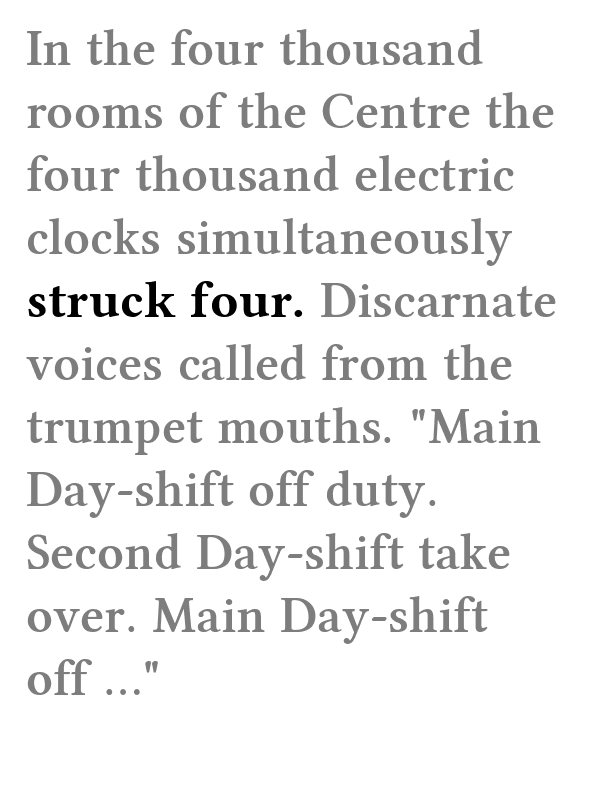 In the four thousand
rooms of the Centre the
four thousand electric
clocks simultaneously
struck four. Discarnate
voices called from the
trumpet mouths. "Main
Day-shift off duty.
Second Day-shift take
over. Main Day-shift
off ..."